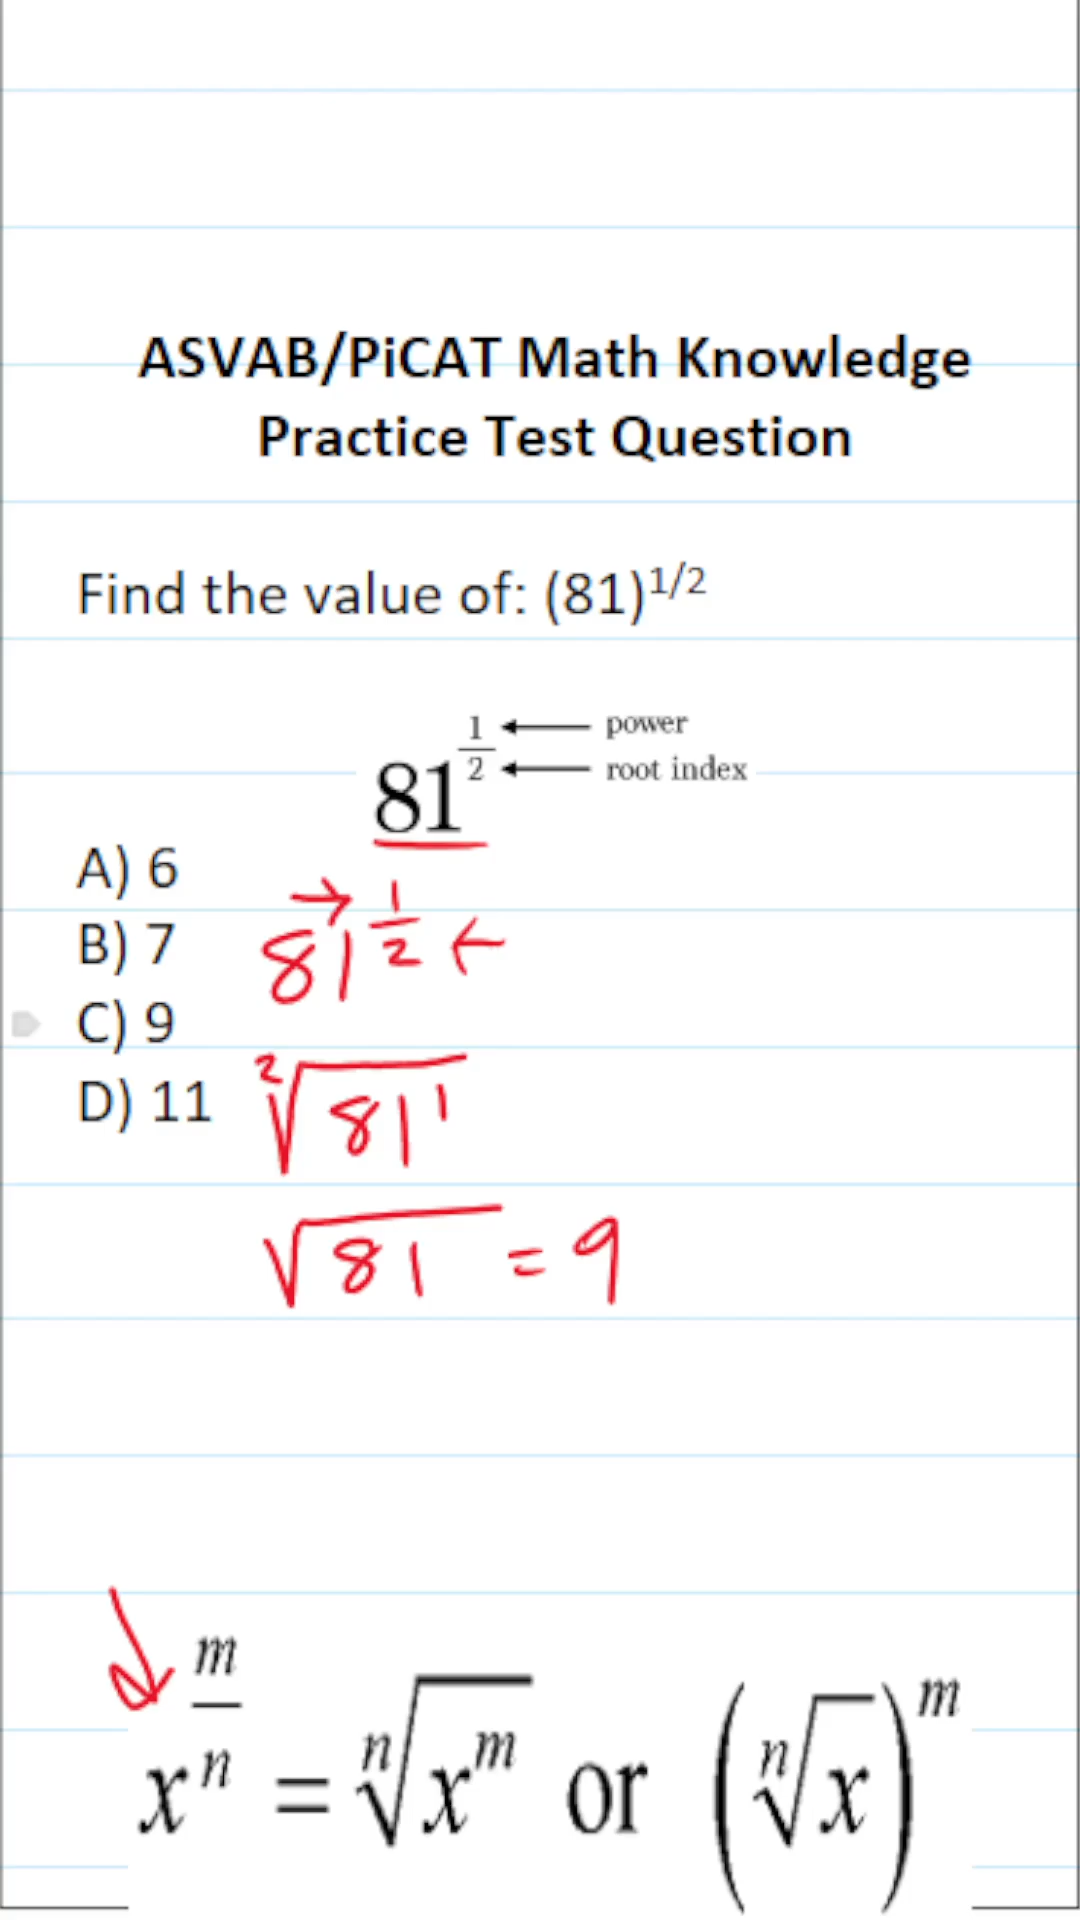 ASVAB/PiCAT Math Knowledge
Practice Test Question
Find the value of: (81)^1/2
81^1/2 ← power
← root index
A) 6
B) 7
C) 9
D) 11
→ 81^1/2 ←
²√81¹
√81 = 9
x^m/n = ⁿ√x^m or (ⁿ√x)^m